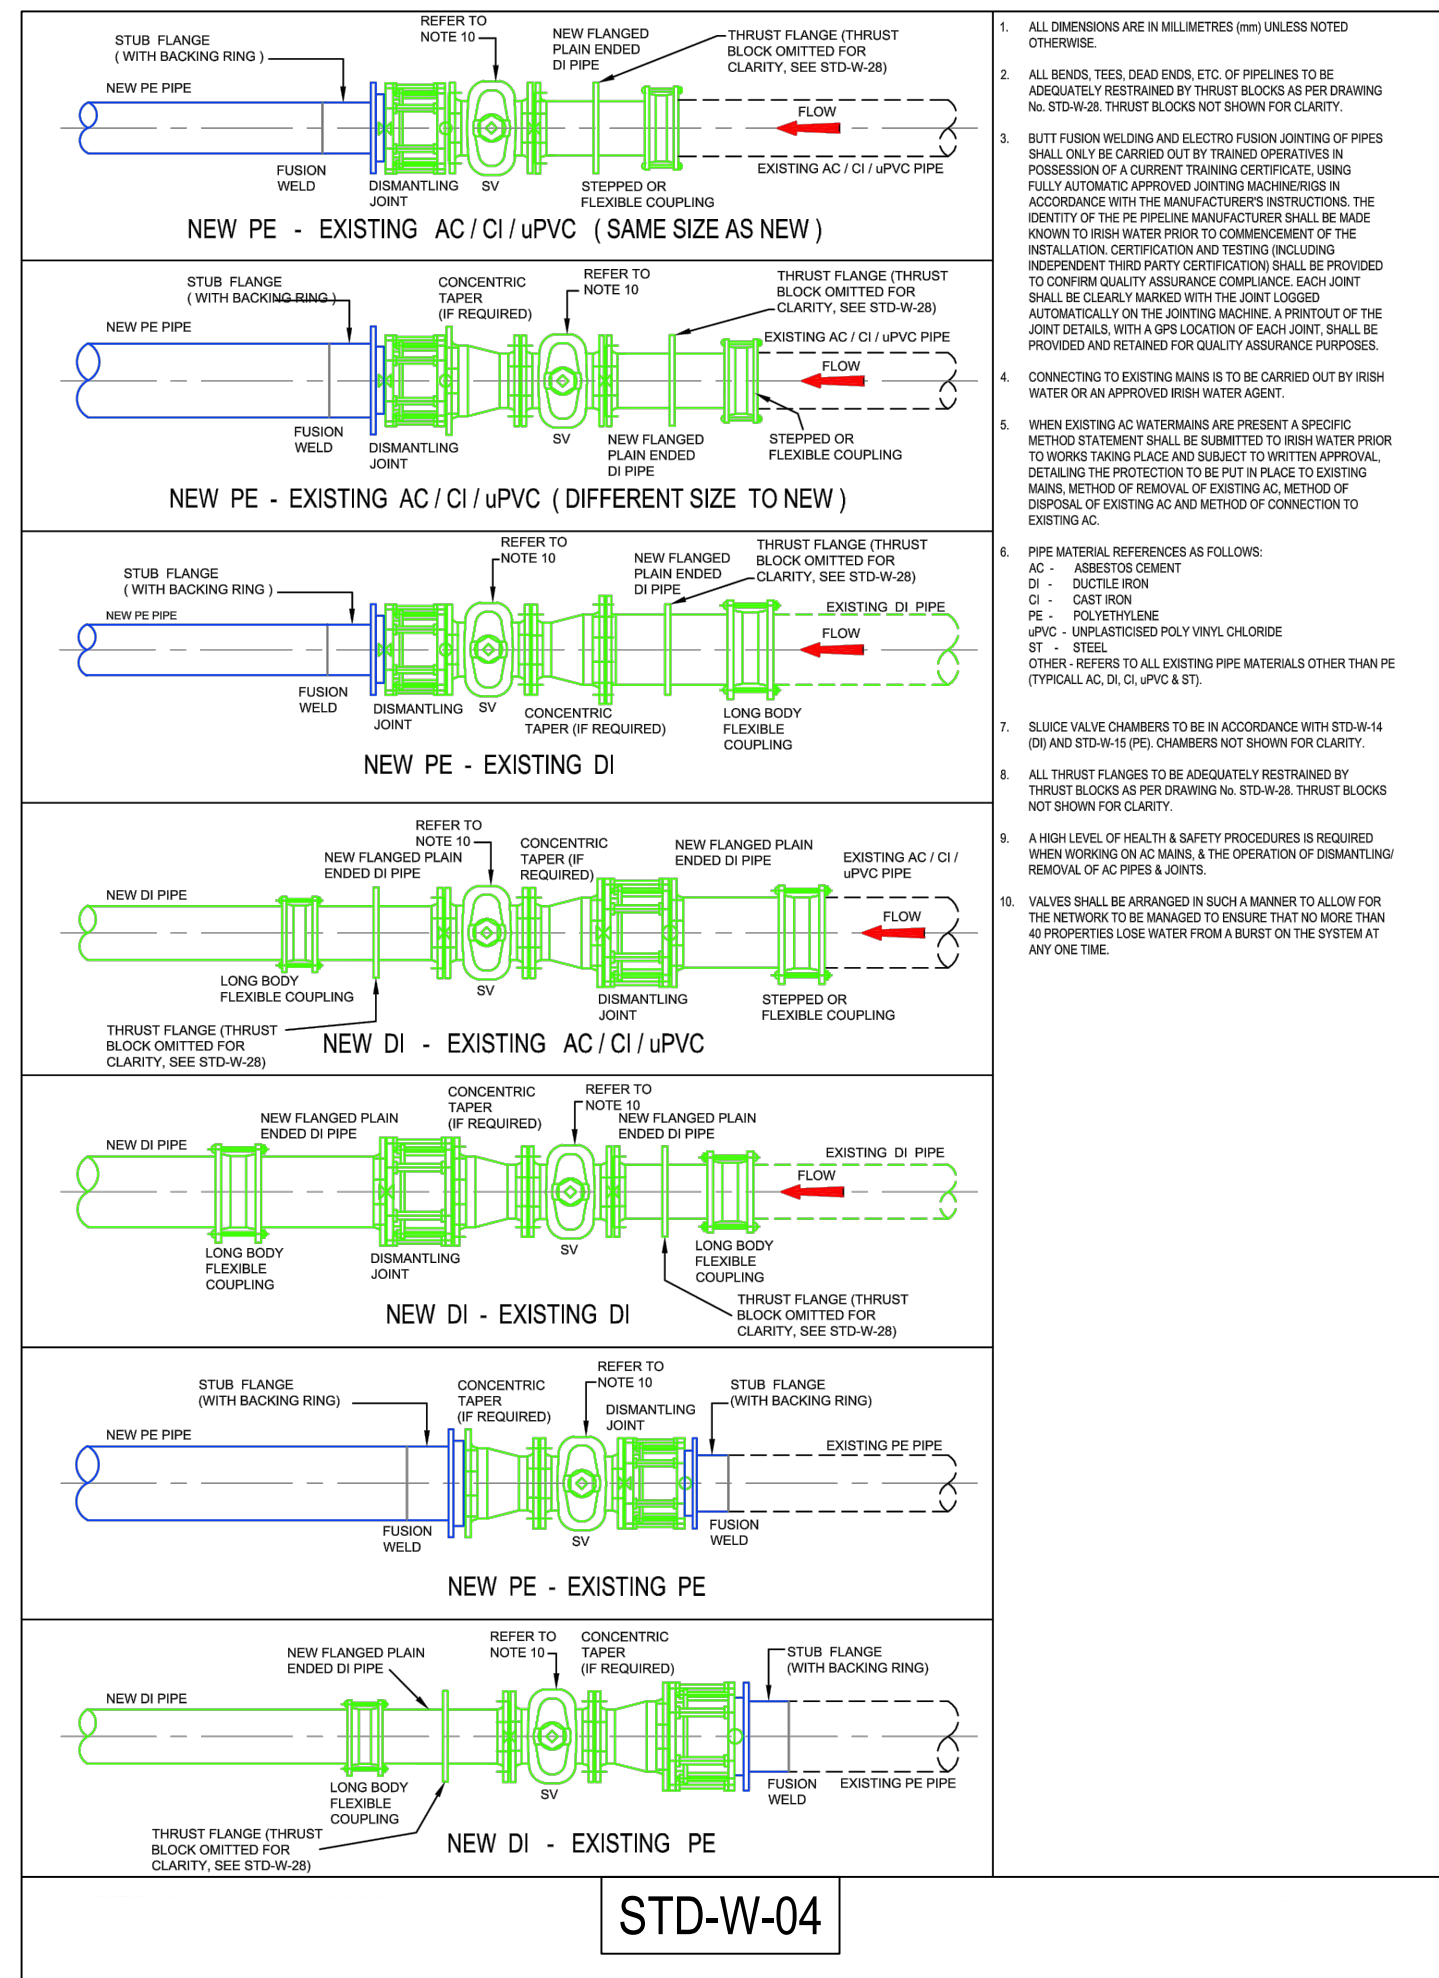 STUB FLANGE
( WITH BACKING RING )
NEW PE PIPE
REFER TO
NOTE 10
NEW FLANGED
PLAIN ENDED
DI PIPE
THRUST FLANGE (THRUST
BLOCK OMITTED FOR
CLARITY, SEE STD-W-28)
FLOW
EXISTING AC / CI / uPVC PIPE
FUSION
WELD
DISMANTLING
JOINT
SV
STEPPED OR
FLEXIBLE COUPLING
NEW PE - EXISTING AC / CI / uPVC ( SAME SIZE AS NEW )
STUB FLANGE
( WITH BACKING RING )
NEW PE PIPE
CONCENTRIC
TAPER
(IF REQUIRED)
REFER TO
NOTE 10
THRUST FLANGE (THRUST
BLOCK OMITTED FOR
CLARITY, SEE STD-W-28)
EXISTING AC / CI / uPVC PIPE
FLOW
FUSION
WELD
DISMANTLING
JOINT
SV
NEW FLANGED
PLAIN ENDED
DI PIPE
STEPPED OR
FLEXIBLE COUPLING
NEW PE - EXISTING AC / CI / uPVC ( DIFFERENT SIZE TO NEW )
STUB FLANGE
( WITH BACKING RING )
NEW PE PIPE
REFER TO
NOTE 10
NEW FLANGED
PLAIN ENDED
DI PIPE
THRUST FLANGE (THRUST
BLOCK OMITTED FOR
CLARITY, SEE STD-W-28)
EXISTING DI PIPE
FLOW
FUSION
WELD
DISMANTLING
JOINT
SV
CONCENTRIC
TAPER (IF REQUIRED)
LONG BODY
FLEXIBLE
COUPLING
NEW PE - EXISTING DI
REFER TO
NOTE 10
NEW FLANGED PLAIN
ENDED DI PIPE
CONCENTRIC
TAPER (IF
REQUIRED)
NEW FLANGED PLAIN
ENDED DI PIPE
EXISTING AC / CI /
uPVC PIPE
NEW DI PIPE
FLOW
LONG BODY
FLEXIBLE COUPLING
SV
DISMANTLING
JOINT
STEPPED OR
FLEXIBLE COUPLING
THRUST FLANGE (THRUST
BLOCK OMITTED FOR
CLARITY, SEE STD-W-28)
NEW DI - EXISTING AC / CI / uPVC
CONCENTRIC
TAPER
(IF REQUIRED)
REFER TO
NOTE 10
NEW FLANGED PLAIN
ENDED DI PIPE
NEW FLANGED PLAIN
ENDED DI PIPE
NEW DI PIPE
EXISTING DI PIPE
FLOW
LONG BODY
FLEXIBLE
COUPLING
DISMANTLING
JOINT
SV
LONG BODY
FLEXIBLE
COUPLING
THRUST FLANGE (THRUST
BLOCK OMITTED FOR
CLARITY, SEE STD-W-28)
NEW DI - EXISTING DI
STUB FLANGE
(WITH BACKING RING)
NEW PE PIPE
CONCENTRIC
TAPER
(IF REQUIRED)
REFER TO
NOTE 10
DISMANTLING
JOINT
STUB FLANGE
(WITH BACKING RING)
EXISTING PE PIPE
FUSION
WELD
SV
FUSION
WELD
NEW PE - EXISTING PE
NEW FLANGED PLAIN
ENDED DI PIPE
NEW DI PIPE
REFER TO
NOTE 10
CONCENTRIC
TAPER
(IF REQUIRED)
STUB FLANGE
(WITH BACKING RING)
LONG BODY
FLEXIBLE
COUPLING
SV
FUSION
WELD
EXISTING PE PIPE
THRUST FLANGE (THRUST
BLOCK OMITTED FOR
CLARITY, SEE STD-W-28)
NEW DI - EXISTING PE
1. ALL DIMENSIONS ARE IN MILLIMETRES (mm) UNLESS NOTED
OTHERWISE.
2. ALL BENDS, TEES, DEAD ENDS, ETC. OF PIPELINES TO BE
ADEQUATELY RESTRAINED BY THRUST BLOCKS AS PER DRAWING
No. STD-W-28. THRUST BLOCKS NOT SHOWN FOR CLARITY.
3. BUTT FUSION WELDING AND ELECTRO FUSION JOINTING OF PIPES
SHALL ONLY BE CARRIED OUT BY TRAINED OPERATIVES IN
POSSESSION OF A CURRENT TRAINING CERTIFICATE, USING
FULLY AUTOMATIC APPROVED JOINTING MACHINE/RIGS IN
ACCORDANCE WITH THE MANUFACTURER'S INSTRUCTIONS. THE
IDENTITY OF THE PE PIPELINE MANUFACTURER SHALL BE MADE
KNOWN TO IRISH WATER PRIOR TO COMMENCEMENT OF THE
INSTALLATION. CERTIFICATION AND TESTING (INCLUDING
INDEPENDENT THIRD PARTY CERTIFICATION) SHALL BE PROVIDED
TO CONFIRM QUALITY ASSURANCE COMPLIANCE. EACH JOINT
SHALL BE CLEARLY MARKED WITH THE JOINT LOGGED
AUTOMATICALLY ON THE JOINTING MACHINE. A PRINTOUT OF THE
JOINT DETAILS, WITH A GPS LOCATION OF EACH JOINT, SHALL BE
PROVIDED AND RETAINED FOR QUALITY ASSURANCE PURPOSES.
4. CONNECTING TO EXISTING MAINS IS TO BE CARRIED OUT BY IRISH
WATER OR AN APPROVED IRISH WATER AGENT.
5. WHEN EXISTING AC WATERMAINS ARE PRESENT A SPECIFIC
METHOD STATEMENT SHALL BE SUBMITTED TO IRISH WATER PRIOR
TO WORKS TAKING PLACE AND SUBJECT TO WRITTEN APPROVAL,
DETAILING THE PROTECTION TO BE PUT IN PLACE TO EXISTING
MAINS, METHOD OF REMOVAL OF EXISTING AC, METHOD OF
DISPOSAL OF EXISTING AC AND METHOD OF CONNECTION TO
EXISTING AC.
6. PIPE MATERIAL REFERENCES AS FOLLOWS:
AC - ASBESTOS CEMENT
DI - DUCTILE IRON
CI - CAST IRON
PE - POLYETHYLENE
uPVC - UNPLASTICISED POLY VINYL CHLORIDE
ST - STEEL
OTHER - REFERS TO ALL EXISTING PIPE MATERIALS OTHER THAN PE
(TYPICALL AC, DI, CI, uPVC & ST).
7. SLUICE VALVE CHAMBERS TO BE IN ACCORDANCE WITH STD-W-14
(DI) AND STD-W-15 (PE). CHAMBERS NOT SHOWN FOR CLARITY.
8. ALL THRUST FLANGES TO BE ADEQUATELY RESTRAINED BY
THRUST BLOCKS AS PER DRAWING No. STD-W-28. THRUST BLOCKS
NOT SHOWN FOR CLARITY.
9. A HIGH LEVEL OF HEALTH & SAFETY PROCEDURES IS REQUIRED
WHEN WORKING ON AC MAINS, & THE OPERATION OF DISMANTLING/
REMOVAL OF AC PIPES & JOINTS.
10. VALVES SHALL BE ARRANGED IN SUCH A MANNER TO ALLOW FOR
THE NETWORK TO BE MANAGED TO ENSURE THAT NO MORE THAN
40 PROPERTIES LOSE WATER FROM A BURST ON THE SYSTEM AT
ANY ONE TIME.
STD-W-04